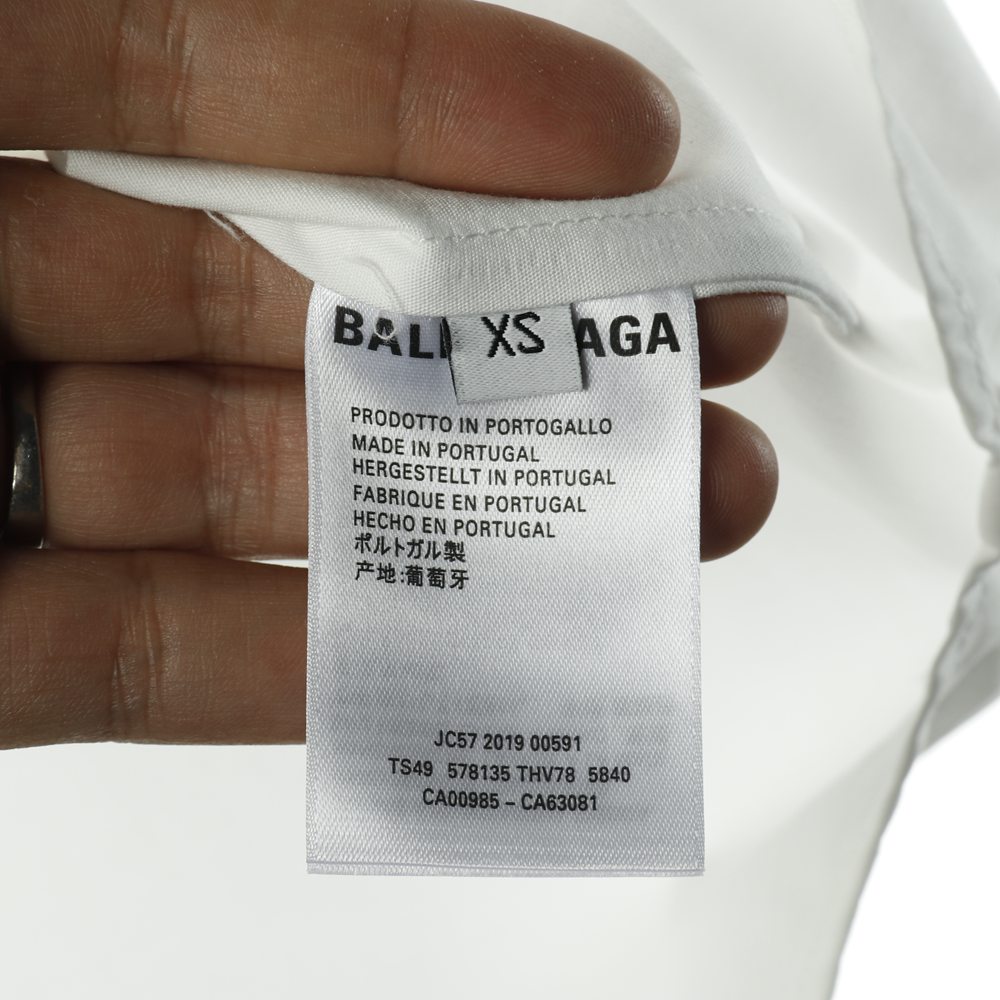 BAL AGA
XS
PRODOTTO IN PORTOGALLO
MADE IN PORTUGAL
HERGESTELLT IN PORTUGAL
FABRIQUE EN PORTUGAL
HECHO EN PORTUGAL
ポルトガル製
产地:葡萄牙
JC57 2019 00591
TS49 578135 THV78 5840
CA00985 – CA63081